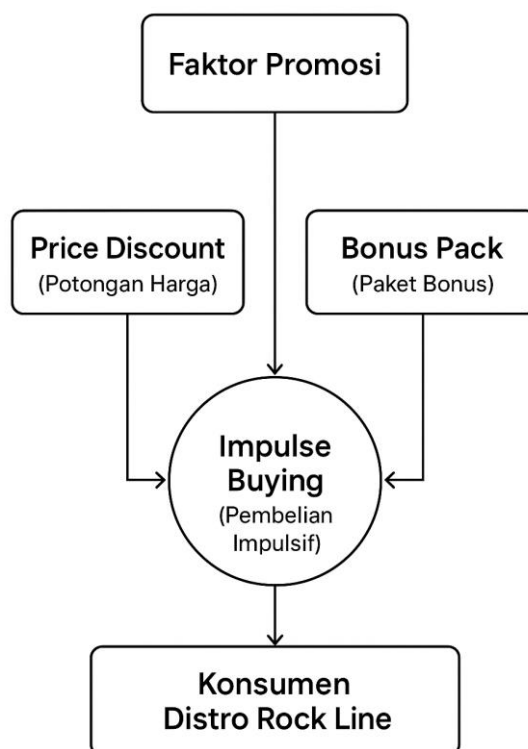 Faktor Promosi
Price Discount
(Potongan Harga)
Bonus Pack
(Paket Bonus)
Impulse
Buying
(Pembelian
Impulsif)
Konsumen
Distro Rock Line